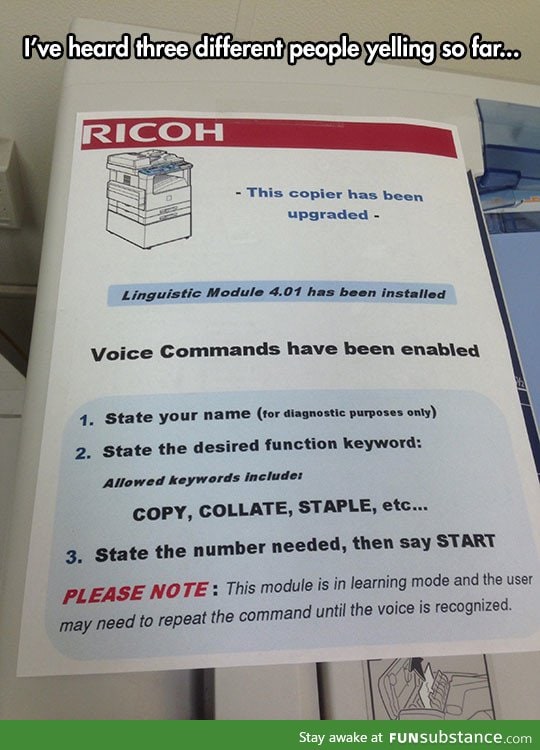 I've heard three different people yelling so far...
RICOH
- This copier has been
upgraded -
Linguistic Module 4.01 has been installed
Voice Commands have been enabled
1. State your name (for diagnostic purposes only)
2. State the desired function keyword:
Allowed keywords include:
COPY, COLLATE, STAPLE, etc...
3. State the number needed, then say START
PLEASE NOTE : This module is in learning mode and the user
may need to repeat the command until the voice is recognized.
Stay awake at FUNsubstance.com